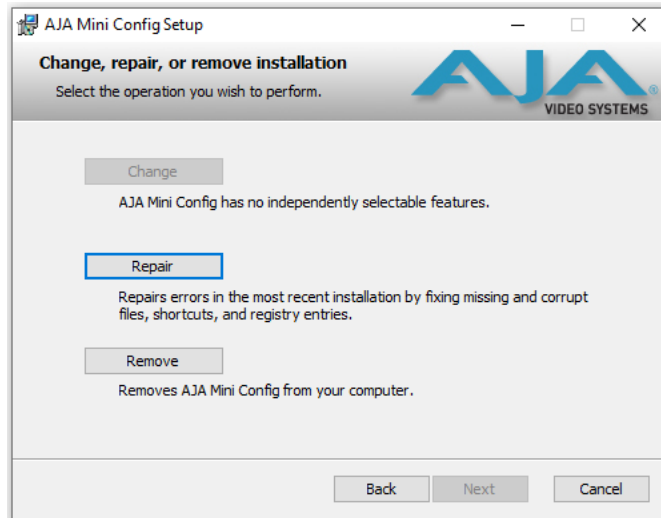 AJA Mini Config Setup
Change, repair, or remove installation
Select the operation you wish to perform.
AJA
VIDEO SYSTEMS
Change
AJA Mini Config has no independently selectable features.
Repair
Repairs errors in the most recent installation by fixing missing and corrupt
files, shortcuts, and registry entries.
Remove
Removes AJA Mini Config from your computer.
Back
Next
Cancel